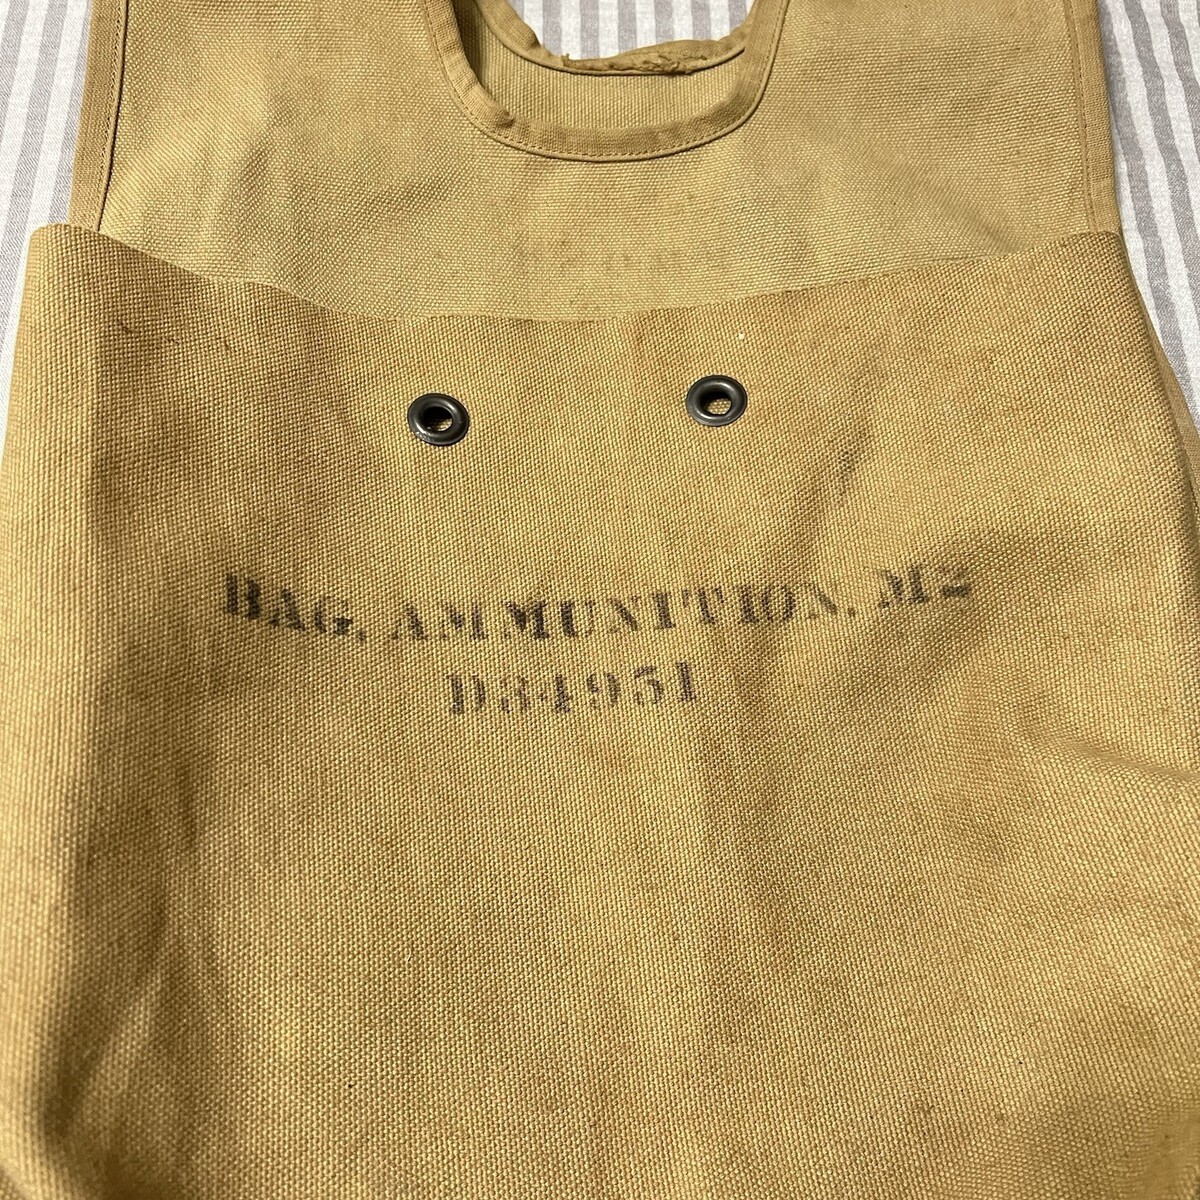 BAG, AMMUNITION, M2
D34951